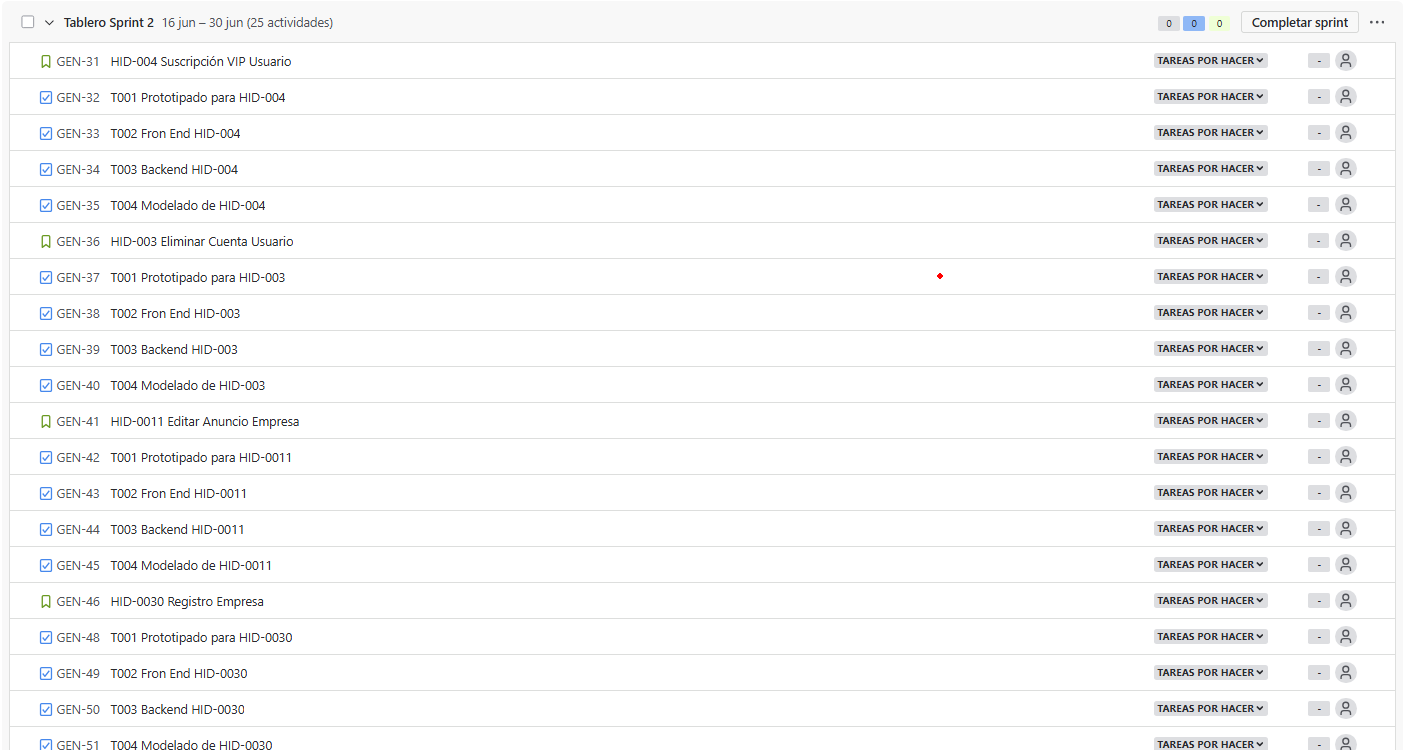 Tablero Sprint 2 16 jun – 30 jun (25 actividades) 0 0 0 Completar sprint
GEN-31 HID-004 Suscripción VIP Usuario TAREAS POR HACER -
GEN-32 T001 Prototipado para HID-004 TAREAS POR HACER -
GEN-33 T002 Fron End HID-004 TAREAS POR HACER -
GEN-34 T003 Backend HID-004 TAREAS POR HACER -
GEN-35 T004 Modelado de HID-004 TAREAS POR HACER -
GEN-36 HID-003 Eliminar Cuenta Usuario TAREAS POR HACER -
GEN-37 T001 Prototipado para HID-003 TAREAS POR HACER -
GEN-38 T002 Fron End HID-003 TAREAS POR HACER -
GEN-39 T003 Backend HID-003 TAREAS POR HACER -
GEN-40 T004 Modelado de HID-003 TAREAS POR HACER -
GEN-41 HID-0011 Editar Anuncio Empresa TAREAS POR HACER -
GEN-42 T001 Prototipado para HID-0011 TAREAS POR HACER -
GEN-43 T002 Fron End HID-0011 TAREAS POR HACER -
GEN-44 T003 Backend HID-0011 TAREAS POR HACER -
GEN-45 T004 Modelado de HID-0011 TAREAS POR HACER -
GEN-46 HID-0030 Registro Empresa TAREAS POR HACER -
GEN-48 T001 Prototipado para HID-0030 TAREAS POR HACER -
GEN-49 T002 Fron End HID-0030 TAREAS POR HACER -
GEN-50 T003 Backend HID-0030 TAREAS POR HACER -
GEN-51 T004 Modelado de HID-0030 TAREAS POR HACER -